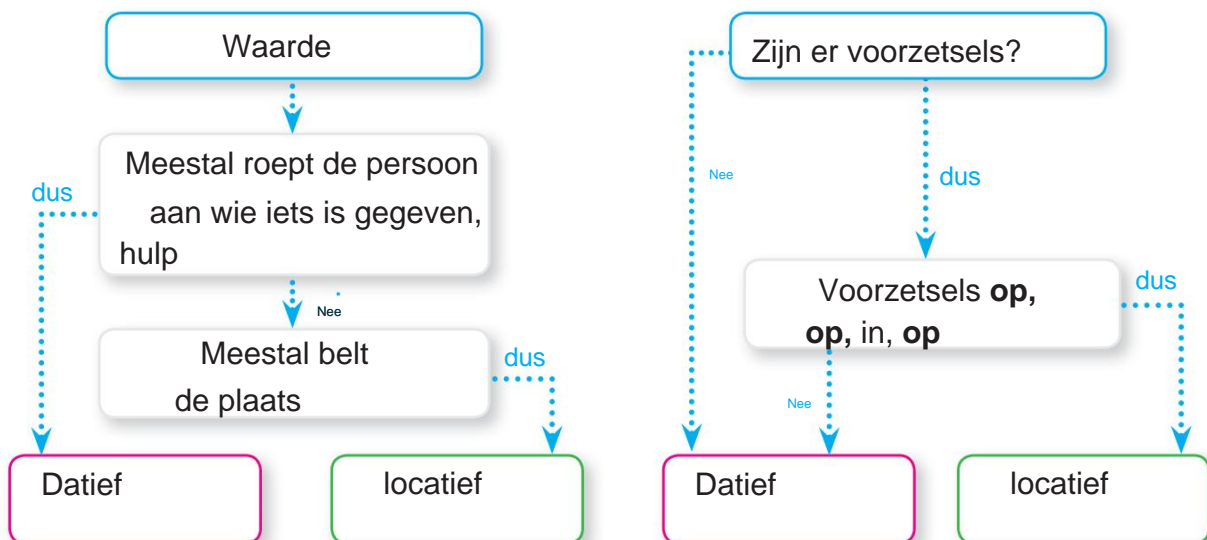 Waarde
Meestal roept de persoon
aan wie iets is gegeven,
hulp
dus
Nee
Meestal belt
de plaats
dus
Datief
locatief
Zijn er voorzetsels?
Nee
dus
Voorzetsels op,
op, in, op
dus
Nee
Datief
locatief